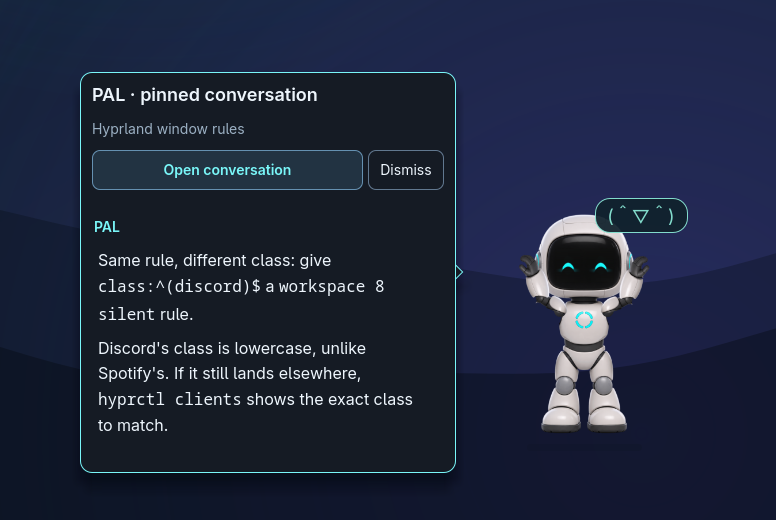 PAL · pinned conversation
Hyprland window rules
Open conversation
Dismiss
PAL
Same rule, different class: give
class:^(discord)$ a workspace 8
silent rule.
Discord's class is lowercase, unlike
Spotify's. If it still lands elsewhere,
hyprctl clients shows the exact class
to match.
(＾▽＾)